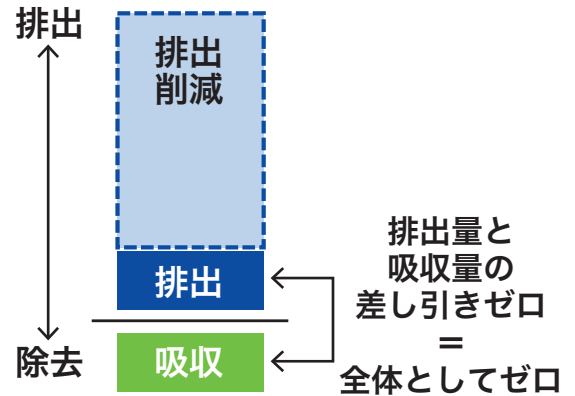 排出
排出
削減
排出
除去
吸収
排出量と
吸収量の
差し引きゼロ
＝
全体としてゼロ